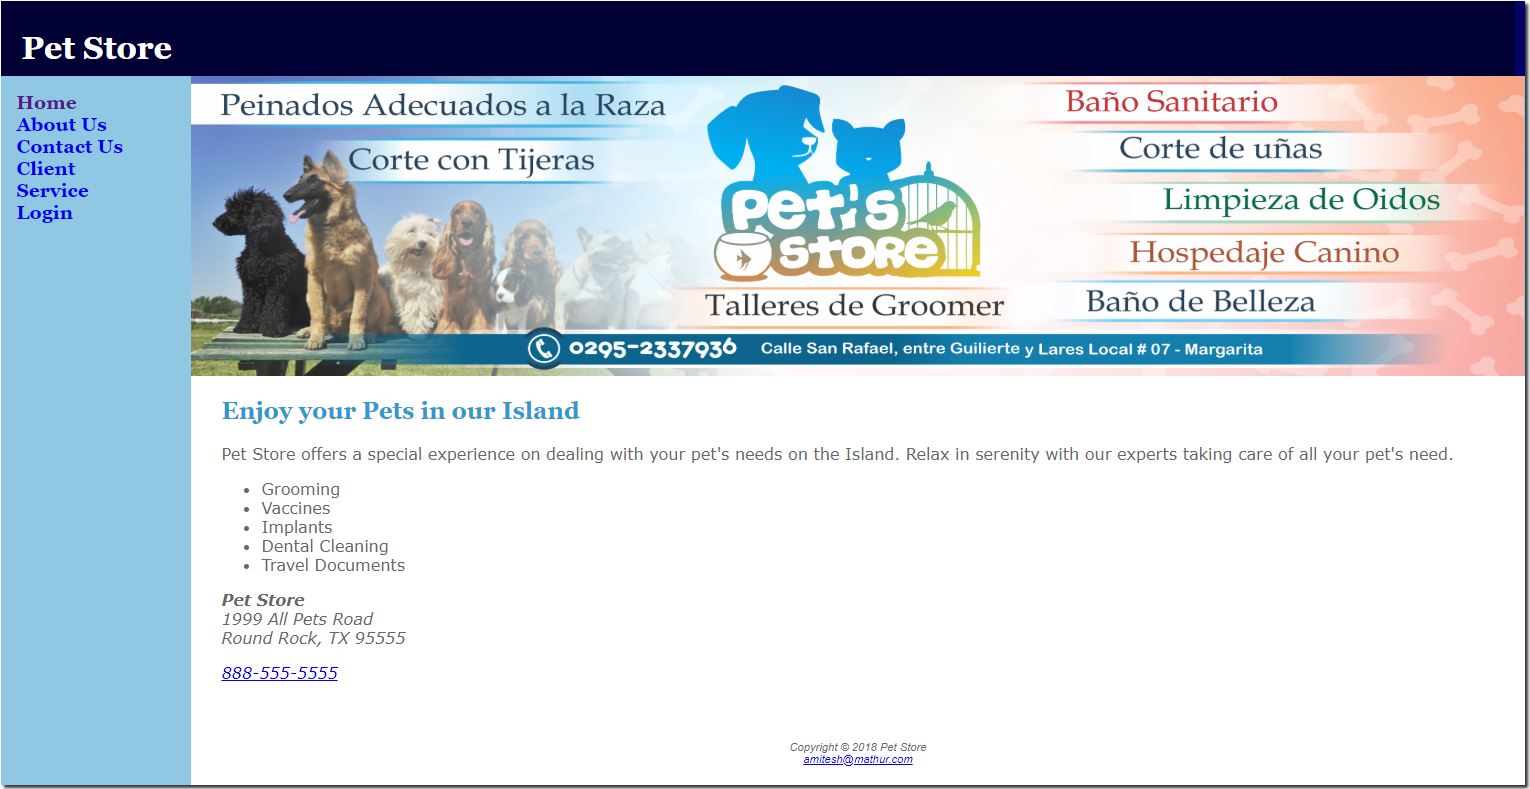 Pet Store
Home
About Us
Contact Us
Client
Service
Login
Peinados Adecuados a la Raza
Corte con Tijeras
Pet's
Store
Talleres de Groomer
Baño Sanitario
Corte de uñas
Limpieza de Oidos
Hospedaje Canino
Baño de Belleza
0295-2337936 Calle San Rafael, entre Guilierte y Lares Local # 07 - Margarita
Enjoy your Pets in our Island
Pet Store offers a special experience on dealing with your pet's needs on the Island. Relax in serenity with our experts taking care of all your pet's need.
• Grooming
• Vaccines
• Implants
• Dental Cleaning
• Travel Documents
Pet Store
1999 All Pets Road
Round Rock, TX 95555
888-555-5555
Copyright © 2018 Pet Store
amitesh@mathur.com